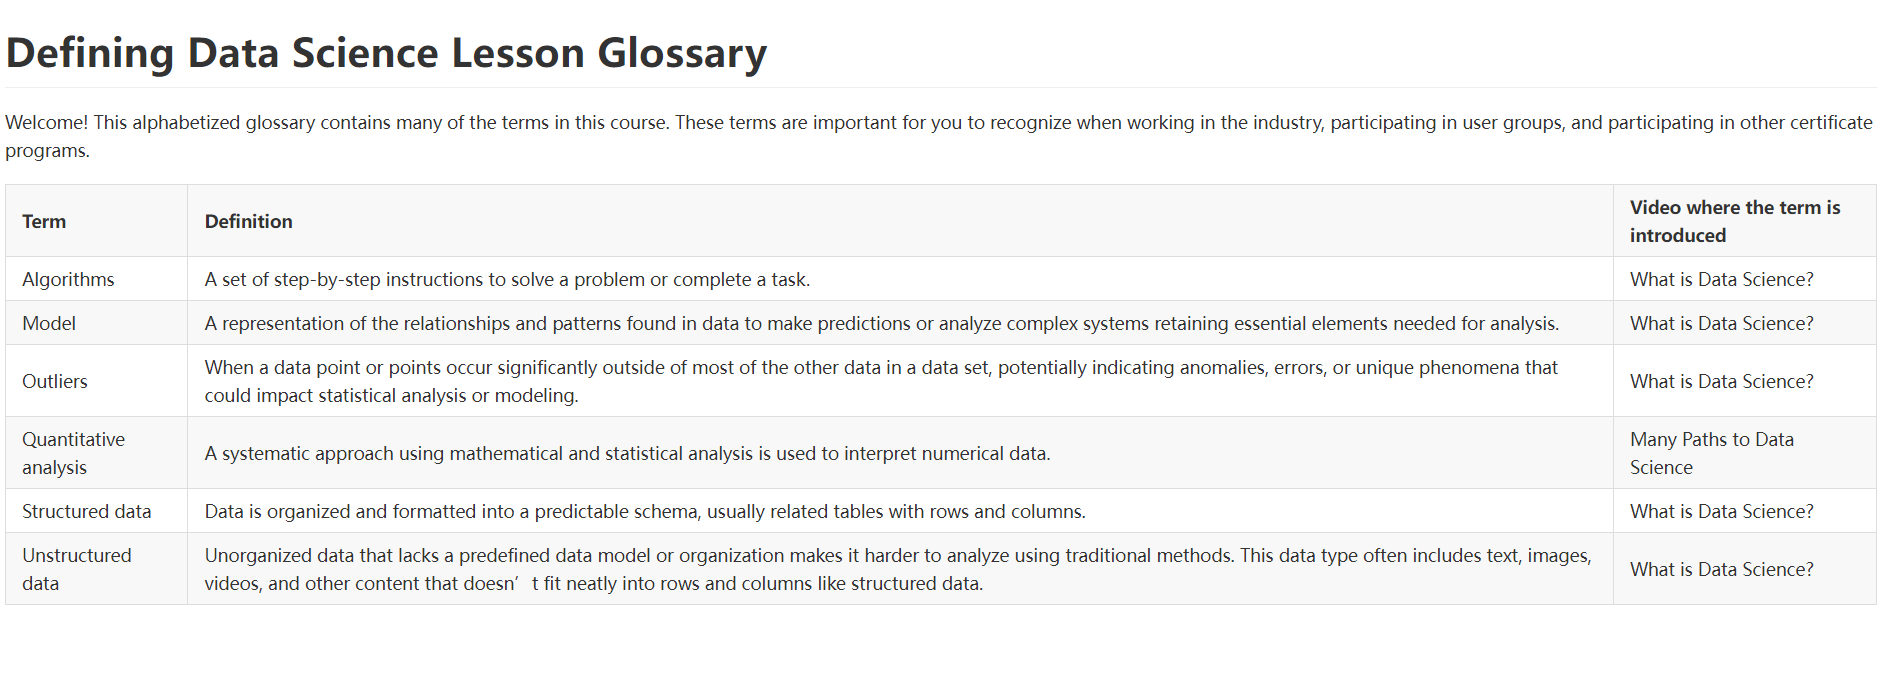 Defining Data Science Lesson Glossary
Welcome! This alphabetized glossary contains many of the terms in this course. These terms are important for you to recognize when working in the industry, participating in user groups, and participating in other certificate
programs.
Term
Definition
Video where the term is
introduced
Algorithms
A set of step-by-step instructions to solve a problem or complete a task.
What is Data Science?
Model
A representation of the relationships and patterns found in data to make predictions or analyze complex systems retaining essential elements needed for analysis.
What is Data Science?
Outliers
When a data point or points occur significantly outside of most of the other data in a data set, potentially indicating anomalies, errors, or unique phenomena that
could impact statistical analysis or modeling.
What is Data Science?
Quantitative
analysis
A systematic approach using mathematical and statistical analysis is used to interpret numerical data.
Many Paths to Data
Science
Structured data
Data is organized and formatted into a predictable schema, usually related tables with rows and columns.
What is Data Science?
Unstructured
data
Unorganized data that lacks a predefined data model or organization makes it harder to analyze using traditional methods. This data type often includes text, images,
videos, and other content that doesn’t fit neatly into rows and columns like structured data.
What is Data Science?